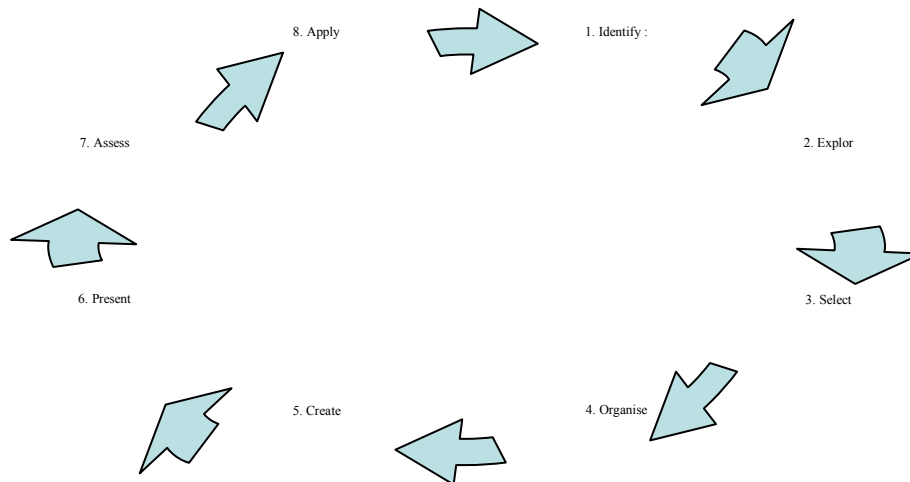 8. Apply
1. Identify :
7. Assess
2. Explor
6. Present
3. Select
5. Create
4. Organise